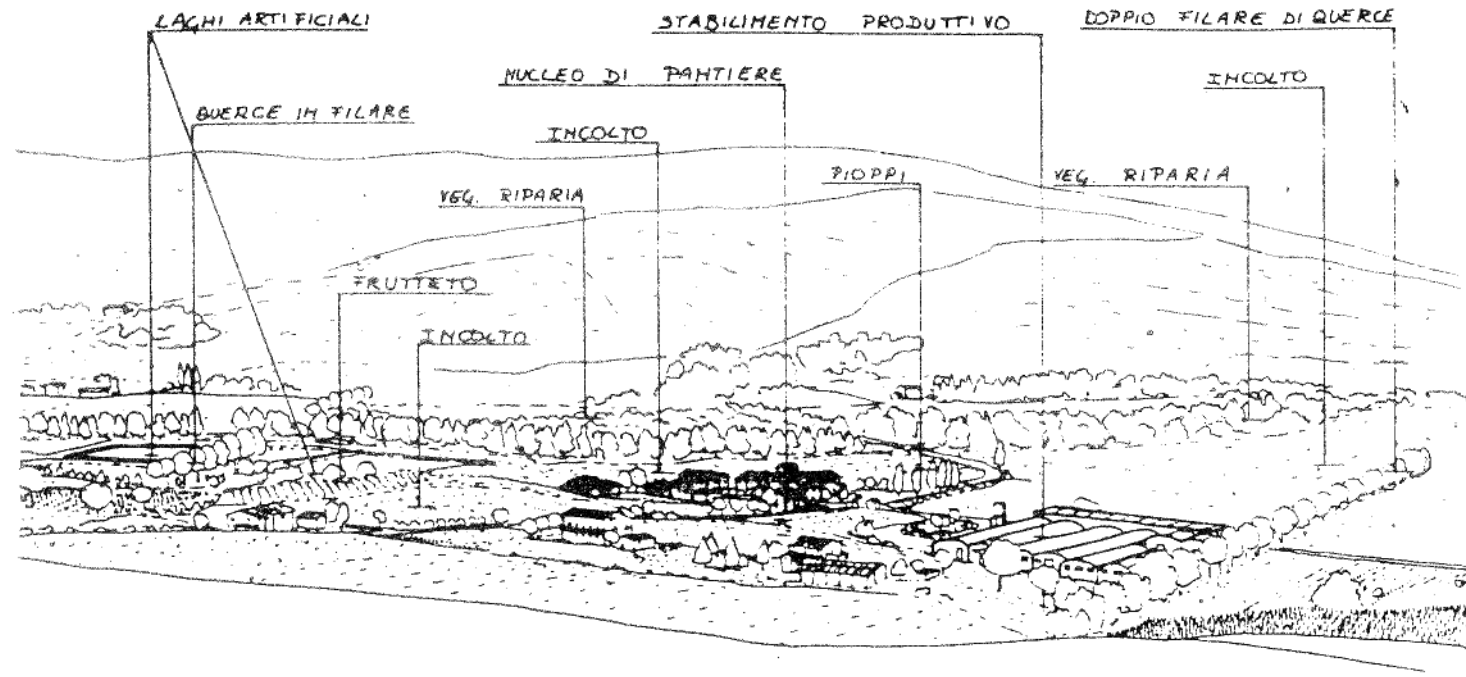 LAGHI ARTIFICIALI
STABILIMENTO PRODUTTIVO
DOPPIO FILARE DI QUERCE
NUCLEO DI PANTIERE
INCOLTO
QUERCE IN FILARE
INCOLTO
PIOPPI
VEG. RIPARIA
VEG. RIPARIA
FRUTTETO
INCOLTO